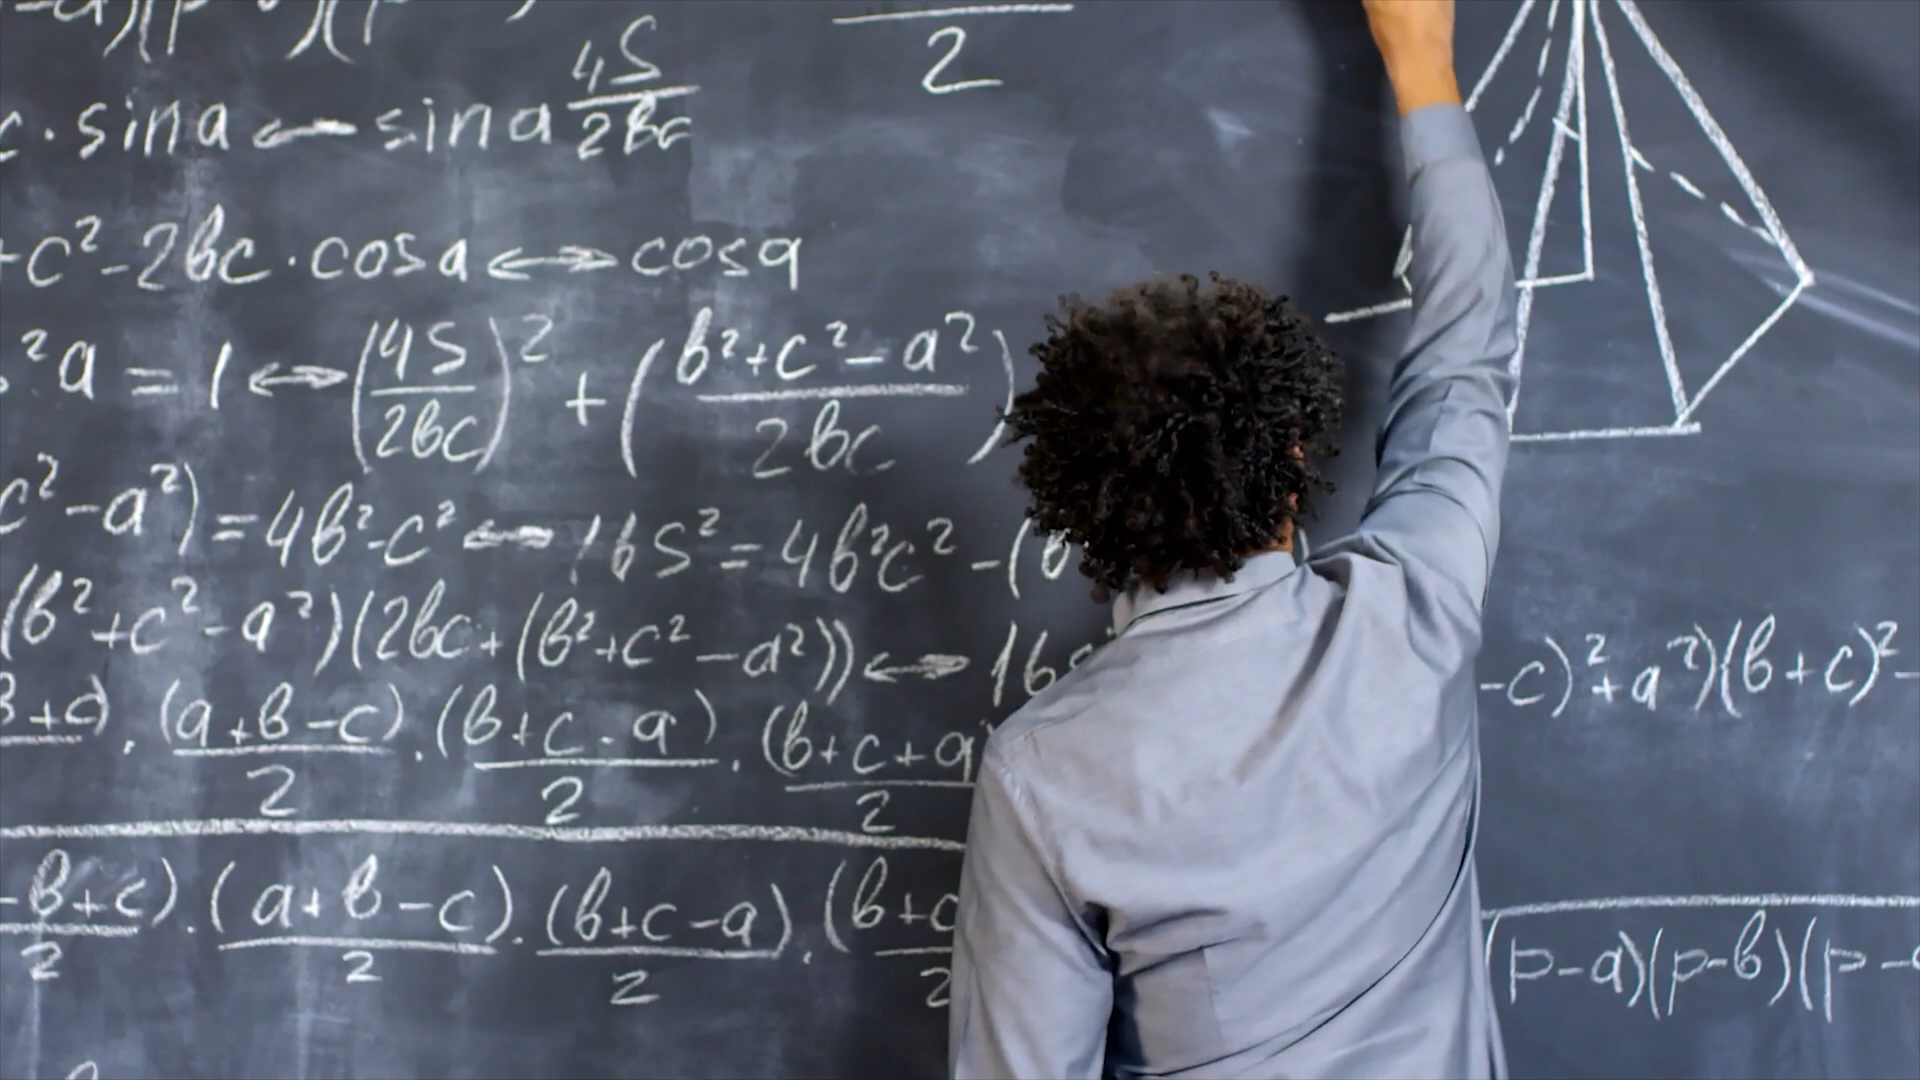 2
c·sina ← sina 4S/2bc
+c²-2bc·cosa ↔ cosa
²a = 1 ↔ (4S/2bc)² + (b²+c²-a²/2bc)
c²-a²) = 4b²-c² ← 16S² = 4b²c² -(b
(b²+c²-a²)(2bc+(b²+c²-a²)) ↔ 16s
-c)²+a²)(b+c)²-
b+c) · (a+b-c)/2 · (b+c-a)/2 · (b+c+a)/2
-b+c)/2 · (a+b-c)/2 · (b+c-a)/2 · (b+c/2
(p-a)(p-b)(p-